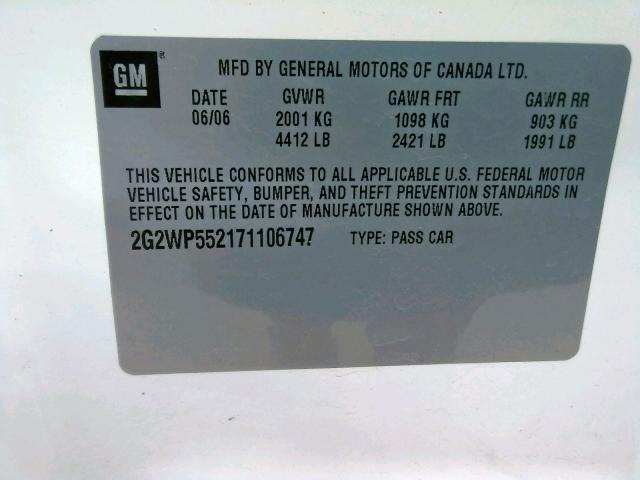 GM ®
MFD BY GENERAL MOTORS OF CANADA LTD.
DATE GVWR GAWR FRT GAWR RR
06/06 2001 KG 1098 KG 903 KG
4412 LB 2421 LB 1991 LB
THIS VEHICLE CONFORMS TO ALL APPLICABLE U.S. FEDERAL MOTOR
VEHICLE SAFETY, BUMPER, AND THEFT PREVENTION STANDARDS IN
EFFECT ON THE DATE OF MANUFACTURE SHOWN ABOVE.
2G2WP552171106747 TYPE: PASS CAR